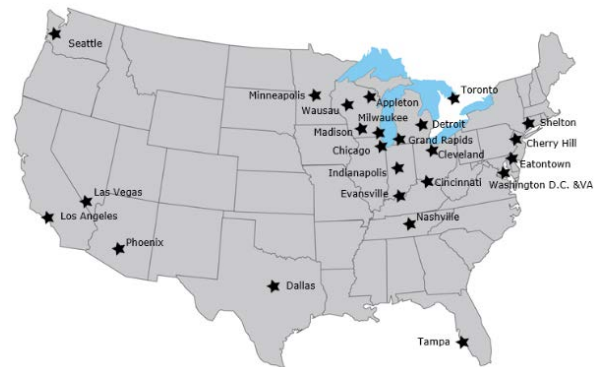 Seattle
Minneapolis
Wausau
Appleton
Toronto
Milwaukee
Madison
Detroit
Shelton
Grand Rapids
Chicago
Cherry Hill
Cleveland
Eatontown
Indianapolis
Cincinnati
Washington D.C. &VA
Las Vegas
Evansville
Los Angeles
Nashville
Phoenix
Dallas
Tampa